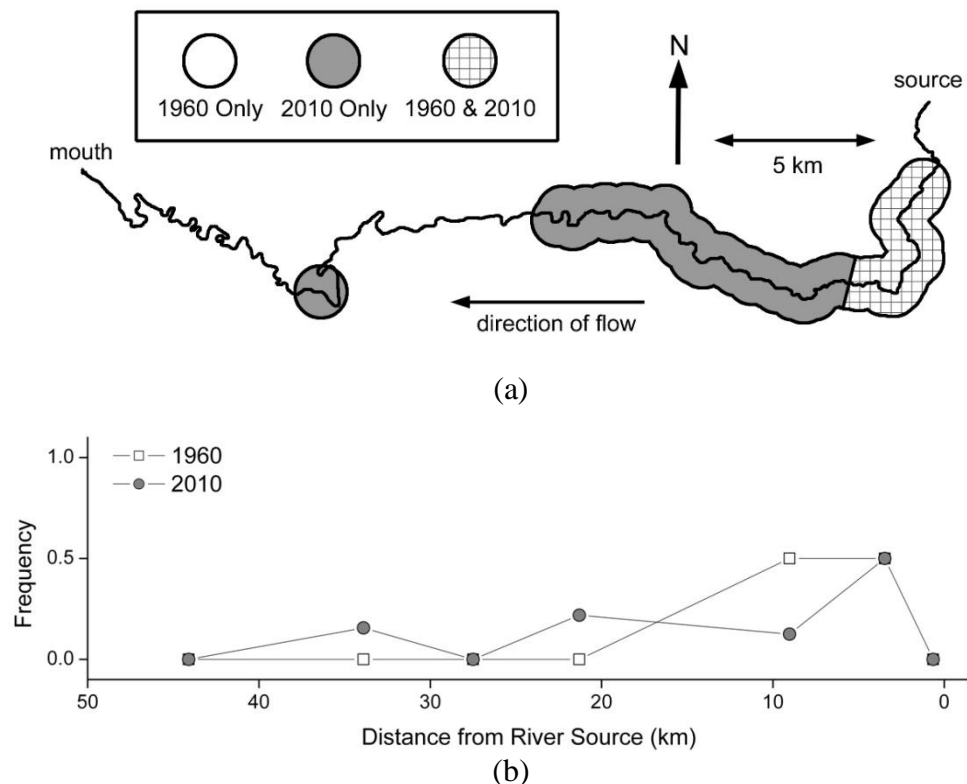 1960 Only 2010 Only 1960 & 2010
N
source
5 km
mouth
direction of flow
(a)
1960
2010
1.0
0.5
0.0
Frequency
50 40 30 20 10 0
Distance from River Source (km)
(b)